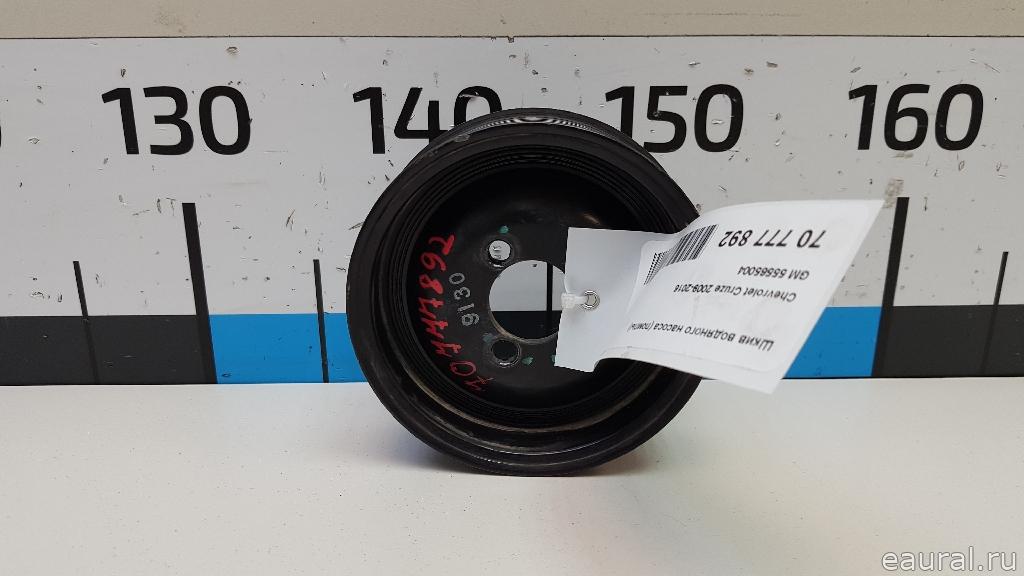 130 140 150 160
70 777 892
9130
70 777 892
GM 55565004
Chevrolet Cruze 2009-2016
Шкив водяного насоса (помпы)
eaural.ru